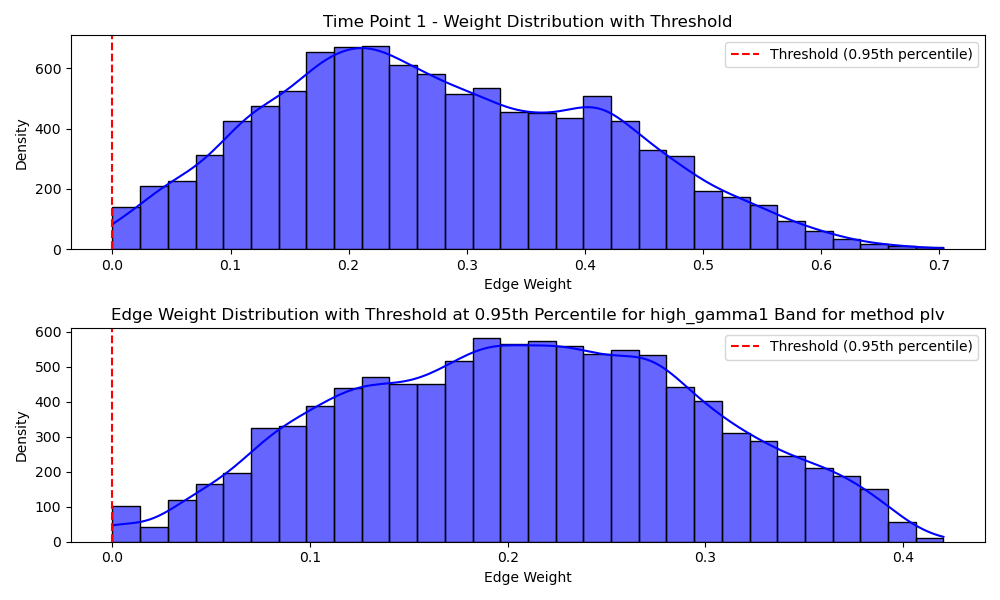 Time Point 1 - Weight Distribution with Threshold
Threshold (0.95th percentile)
Density
600
400
200
0
0.0 0.1 0.2 0.3 0.4 0.5 0.6 0.7
Edge Weight
Edge Weight Distribution with Threshold at 0.95th Percentile for high_gamma1 Band for method plv
Threshold (0.95th percentile)
Density
600
500
400
300
200
100
0
0.0 0.1 0.2 0.3 0.4
Edge Weight